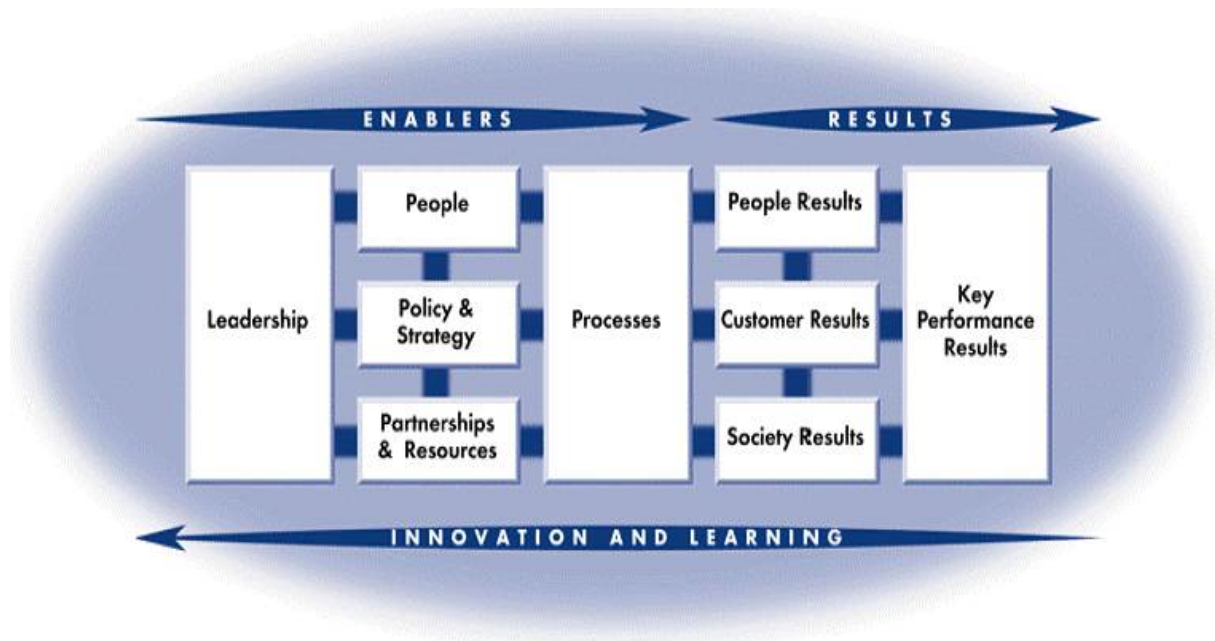 ENABLERS
RESULTS
People
People Results
Leadership
Policy &
Strategy
Processes
Customer Results
Key
Performance
Results
Partnerships
& Resources
Society Results
INNOVATION AND LEARNING